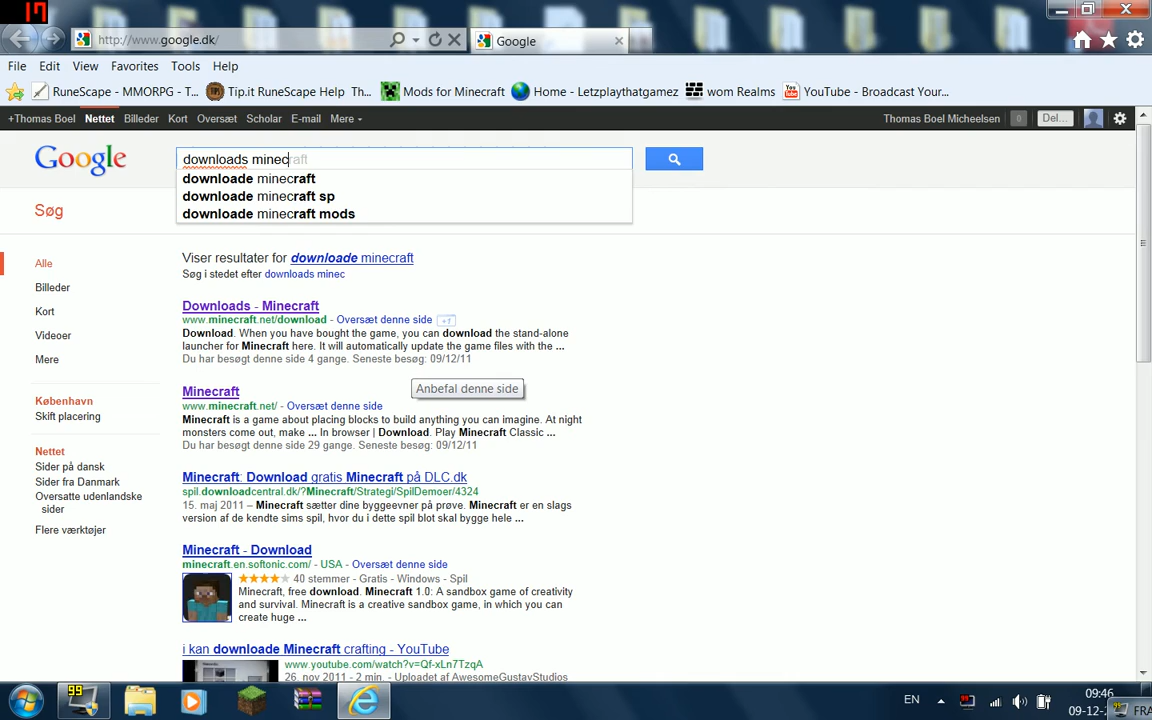 17
http://www.google.dk/
Google
File Edit View Favorites Tools Help
RuneScape - MMORPG - T... Tip.it RuneScape Help Th... Mods for Minecraft Home - Letzplaythatgamez wom Realms YouTube - Broadcast Your...
+Thomas Boel Nettet Billeder Kort Oversæt Scholar E-mail Mere Thomas Boel Micheelsen 0 Del...
Google
downloads minecraft
downloade minecraft
downloade minecraft sp
downloade minecraft mods
Søg
Alle
Billeder
Kort
Videoer
Mere
København
Skift placering
Nettet
Sider på dansk
Sider fra Danmark
Oversatte udenlandske
sider
Flere værktøjer
Viser resultater for downloade minecraft
Søg i stedet efter downloads minec
Downloads - Minecraft
www.minecraft.net/download - Oversæt denne side +1
Download. When you have bought the game, you can download the stand-alone
launcher for Minecraft here. It will automatically update the game files with the ...
Du har besøgt denne side 4 gange. Seneste besøg: 09/12/11
Anbefal denne side
Minecraft
www.minecraft.net/ - Oversæt denne side
Minecraft is a game about placing blocks to build anything you can imagine. At night
monsters come out, make ... In browser | Download. Play Minecraft Classic ...
Du har besøgt denne side 29 gange. Seneste besøg: 09/12/11
Minecraft: Download gratis Minecraft på DLC.dk
spil.downloadcentral.dk/?Minecraft/Strategi/SpilDemoer/4324
15. maj 2011 – Minecraft sætter dine byggeevner på prøve. Minecraft er en slags
version af de kendte sims spil, hvor du i dette spil blot skal bygge hele ...
Minecraft - Download
minecraft.en.softonic.com/ - USA - Oversæt denne side
40 stemmer - Gratis - Windows - Spil
Minecraft, free download. Minecraft 1.0: A sandbox game of creativity
and survival. Minecraft is a creative sandbox game, in which you can
create huge ...
i kan downloade Minecraft crafting - YouTube
www.youtube.com/watch?v=Qf-xLn7TzqA
26. nov 2011 - 2 min. - Uploadet af AwesomeGustavStudios
99
EN
09:46
09-12-2
99
FRA